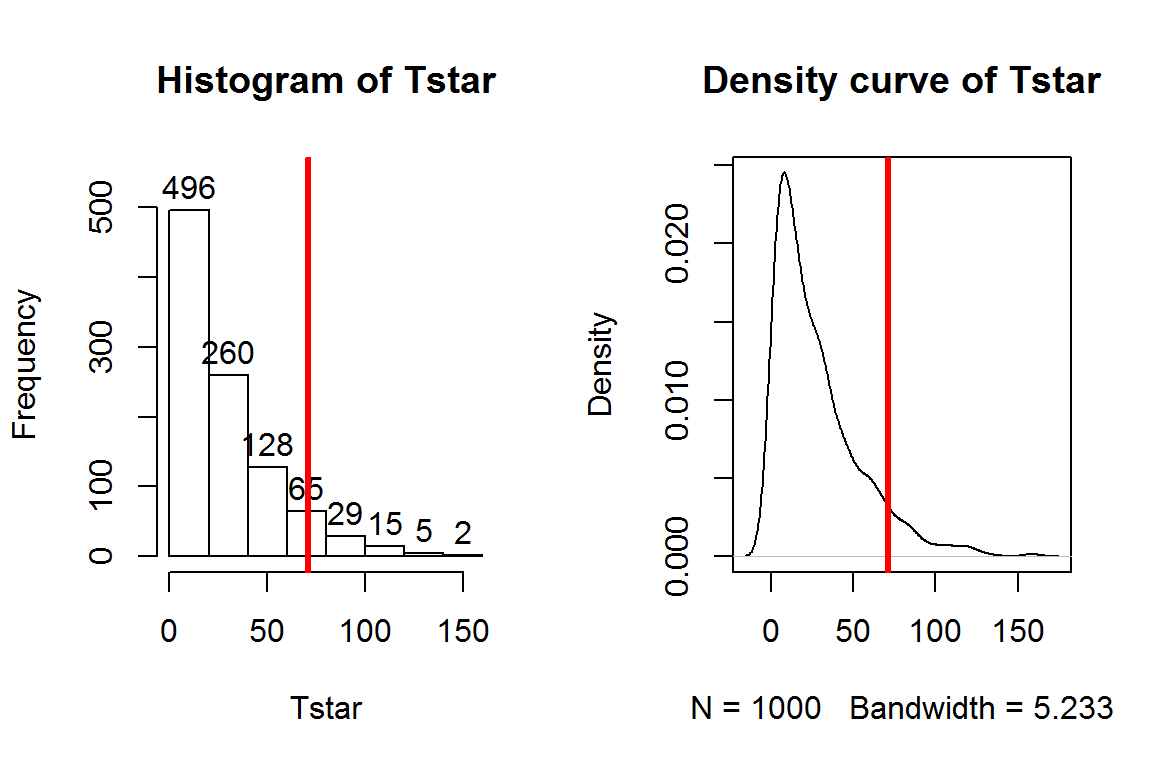 Histogram of Tstar
Frequency
500
300
100
0
496
260
128
65
29
15
5
2
0 50 100 150
Tstar
Density curve of Tstar
Density
0.020
0.010
0.000
0 50 100 150
N = 1000 Bandwidth = 5.233